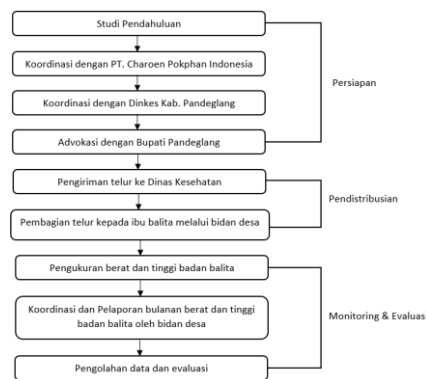 Studi Pendahuluan
Koordinasi dengan PT. Charoen Pokphan Indonesia
Koordinasi dengan Dinkes Kab. Pandeglang
Advokasi dengan Bupati Pandeglang
Persiapan
Pengiriman telur ke Dinas Kesehatan
Pembagian telur kepada ibu balita melalui bidan desa
Pendistribusian
Pengukuran berat dan tinggi badan balita
Koordinasi dan Pelaporan bulanan berat dan tinggi
badan balita oleh bidan desa
Pengolahan data dan evaluasi
Monitoring & Evaluasi